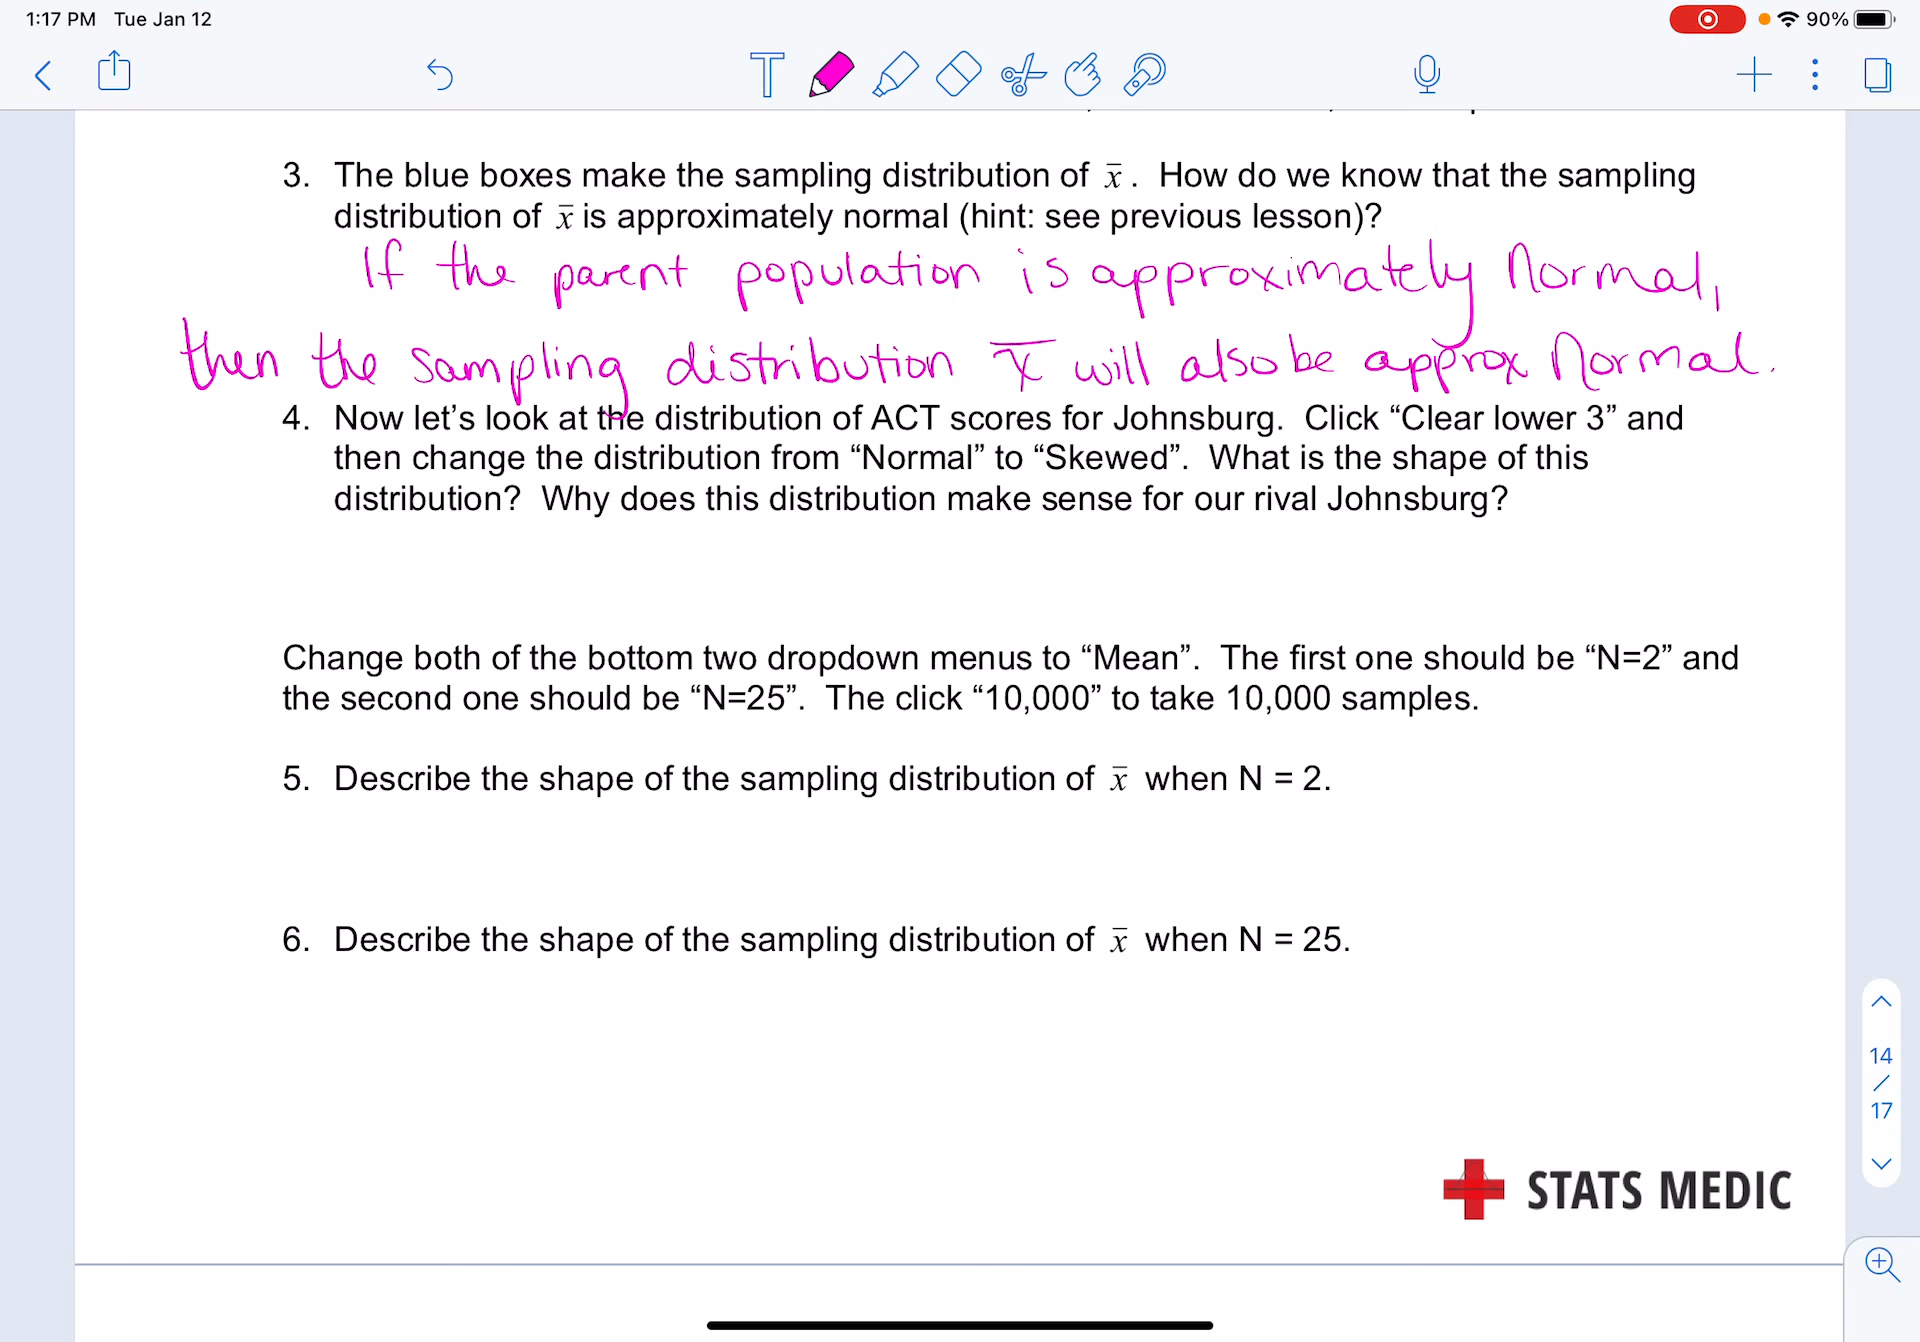 1:17 PM Tue Jan 12
90%
3. The blue boxes make the sampling distribution of x̅ . How do we know that the sampling
distribution of x̅ is approximately normal (hint: see previous lesson)?
If the parent population is approximately Normal,
then the sampling distribution x̅ will also be approx Normal.
4. Now let’s look at the distribution of ACT scores for Johnsburg. Click “Clear lower 3” and
then change the distribution from “Normal” to “Skewed”. What is the shape of this
distribution? Why does this distribution make sense for our rival Johnsburg?
Change both of the bottom two dropdown menus to “Mean”. The first one should be “N=2” and
the second one should be “N=25”. The click “10,000” to take 10,000 samples.
5. Describe the shape of the sampling distribution of x̅ when N = 2.
6. Describe the shape of the sampling distribution of x̅ when N = 25.
14
/
17
STATS MEDIC